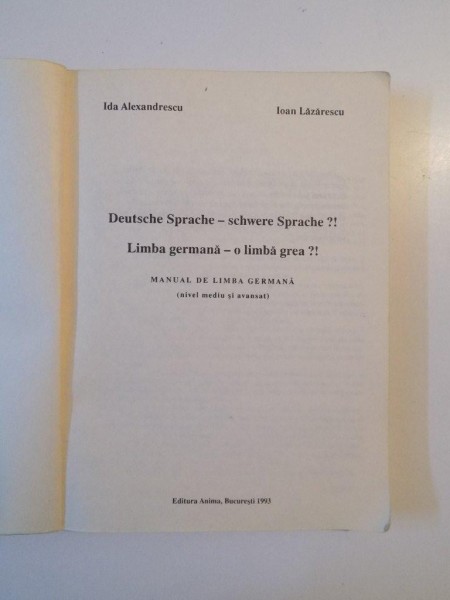 Ida Alexandrescu
Ioan Lăzărescu
Deutsche Sprache – schwere Sprache ?!
Limba germană – o limbă grea ?!
MANUAL DE LIMBA GERMANĂ
(nivel mediu şi avansat)
Editura Anima, Bucureşti 1993